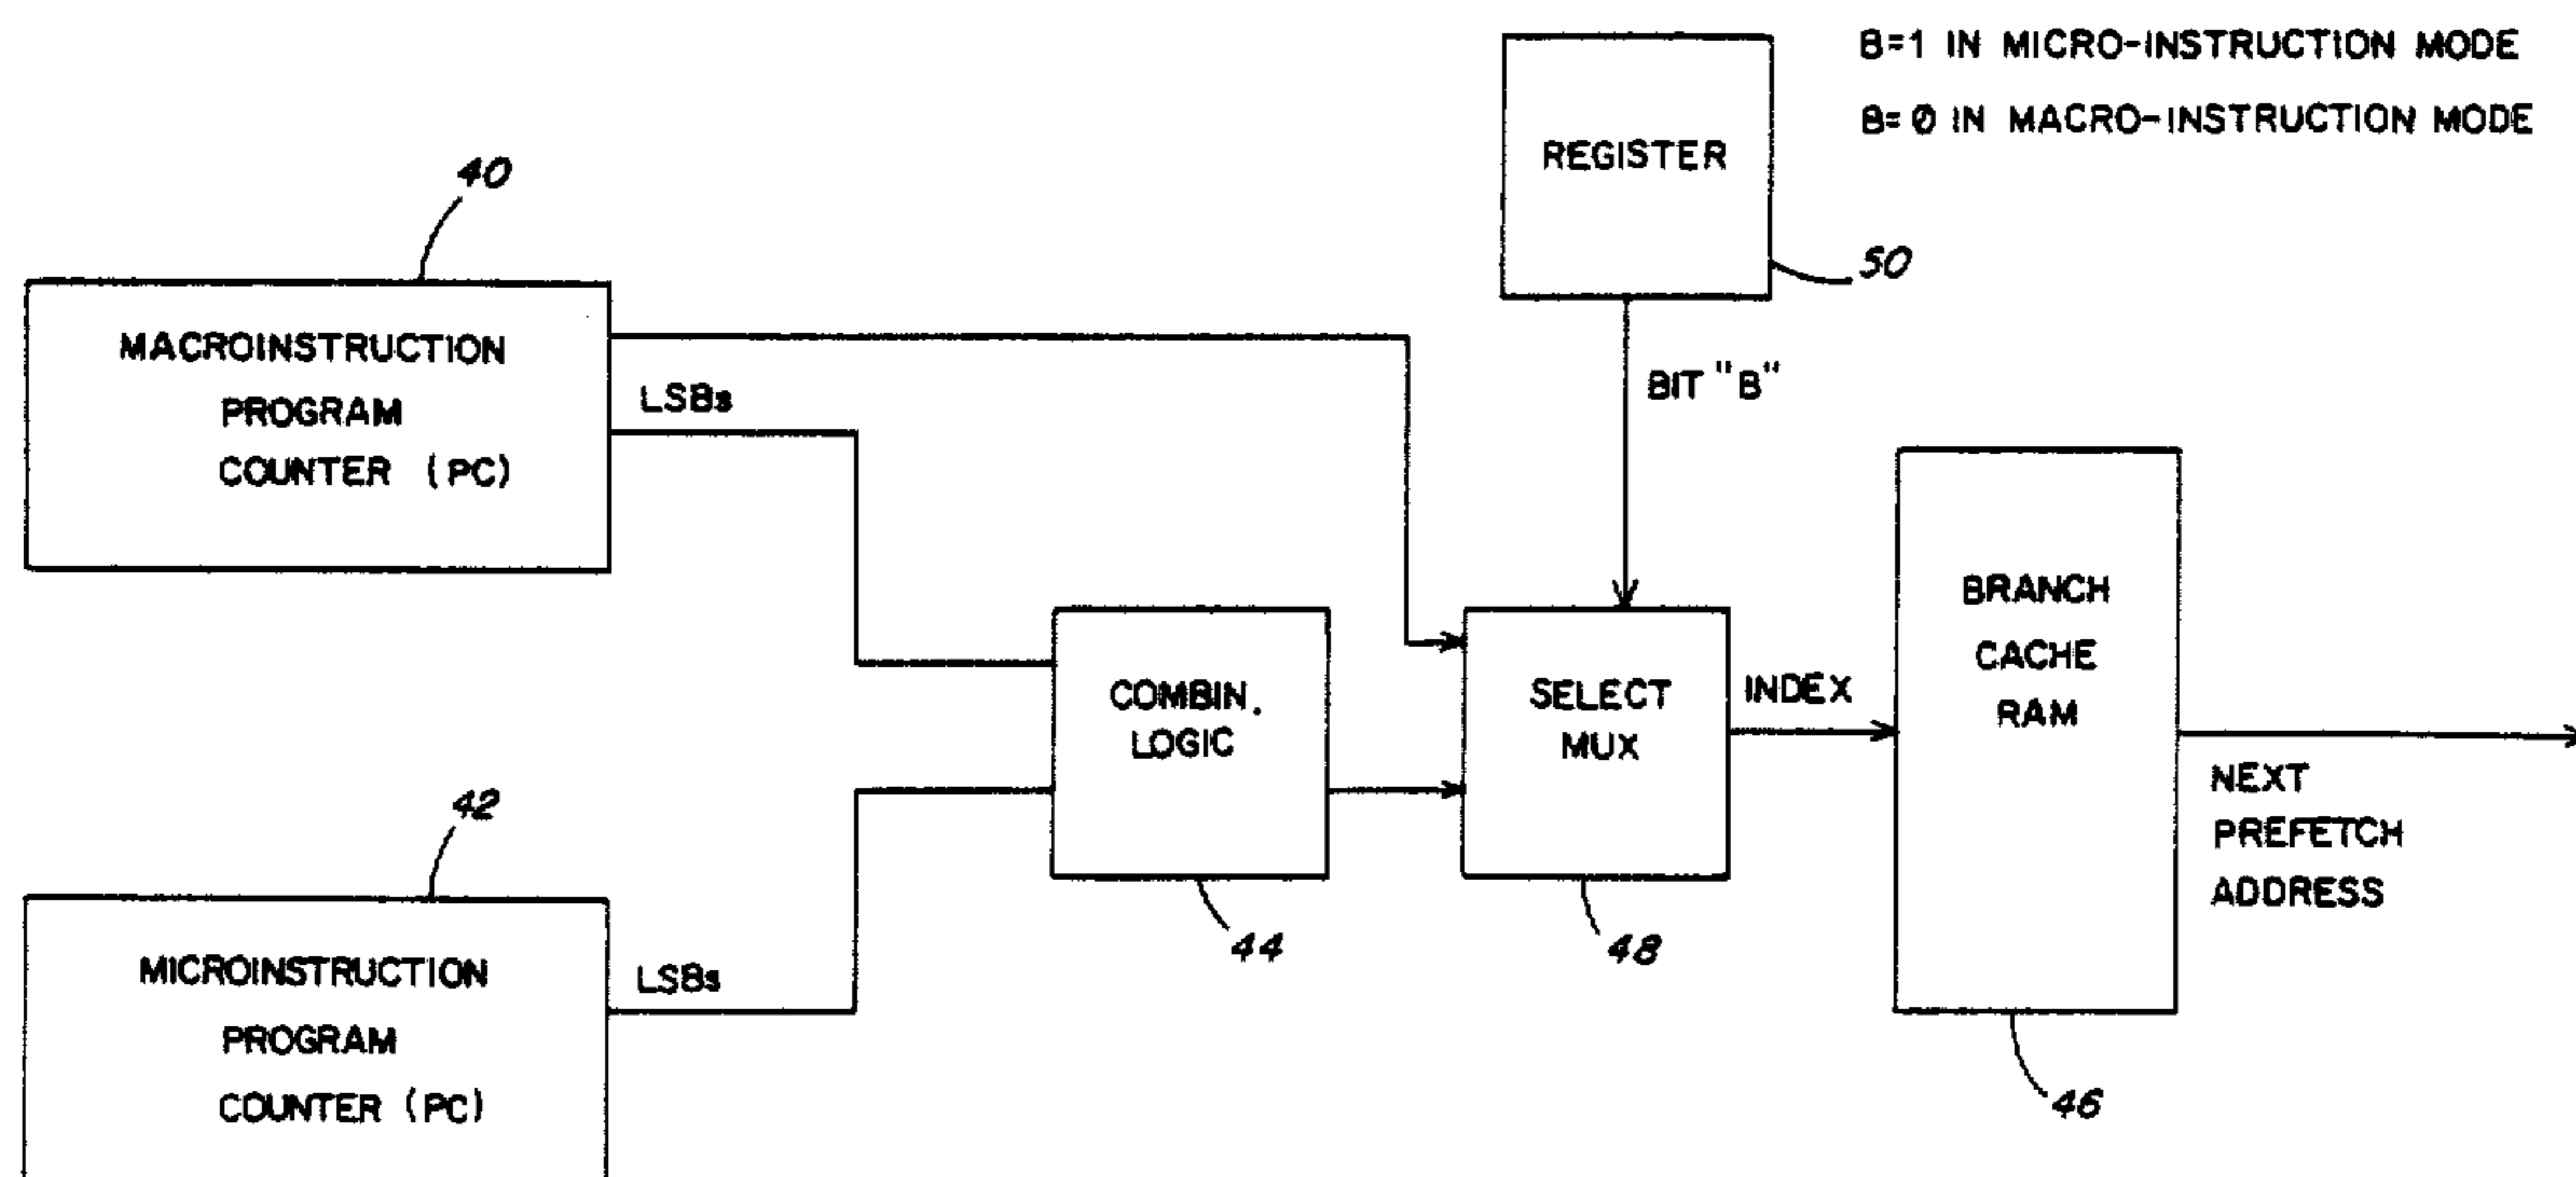 B=1 IN MICRO-INSTRUCTION MODE
B=0 IN MACRO-INSTRUCTION MODE
REGISTER
50
BIT "B"
40
MACROINSTRUCTION
PROGRAM
COUNTER (PC)
LSBs
42
MICROINSTRUCTION
PROGRAM
COUNTER (PC)
LSBs
COMBIN.
LOGIC
44
SELECT
MUX
48
INDEX
BRANCH
CACHE
RAM
46
NEXT
PREFETCH
ADDRESS